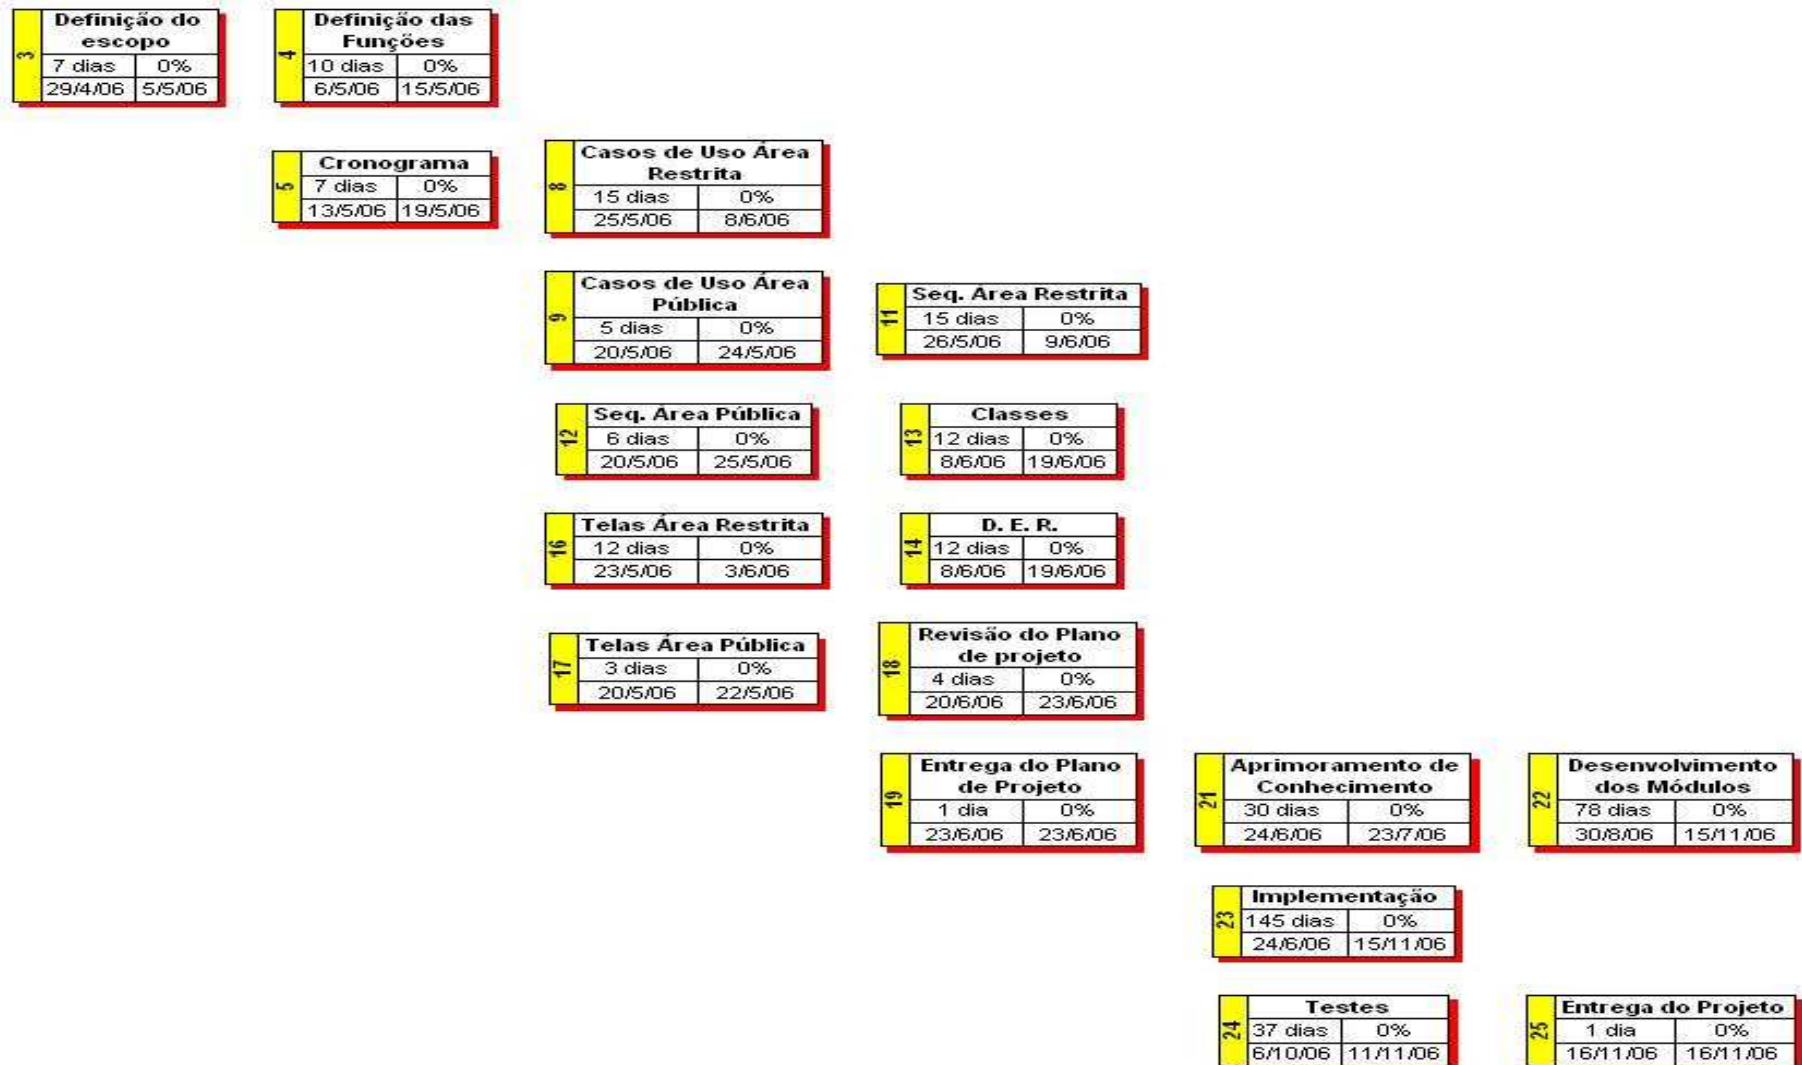 3
Definição do
escopo
7 dias 0%
29/4/06 5/5/06
4
Definição das
Funções
10 dias 0%
6/5/06 15/5/06
5
Cronograma
7 dias 0%
13/5/06 19/5/06
8
Casos de Uso Área
Restrita
15 dias 0%
25/5/06 8/6/06
9
Casos de Uso Área
Pública
5 dias 0%
20/5/06 24/5/06
11
Seq. Área Restrita
15 dias 0%
26/5/06 9/6/06
12
Seq. Área Pública
6 dias 0%
20/5/06 25/5/06
13
Classes
12 dias 0%
8/6/06 19/6/06
16
Telas Área Restrita
12 dias 0%
23/5/06 3/6/06
14
D. E. R.
12 dias 0%
8/6/06 19/6/06
17
Telas Área Pública
3 dias 0%
20/5/06 22/5/06
18
Revisão do Plano
de projeto
4 dias 0%
20/6/06 23/6/06
19
Entrega do Plano
de Projeto
1 dia 0%
23/6/06 23/6/06
21
Aprimoramento de
Conhecimento
30 dias 0%
24/6/06 23/7/06
22
Desenvolvimento
dos Módulos
78 dias 0%
30/8/06 15/11/06
23
Implementação
145 dias 0%
24/6/06 15/11/06
24
Testes
37 dias 0%
6/10/06 11/11/06
25
Entrega do Projeto
1 dia 0%
16/11/06 16/11/06